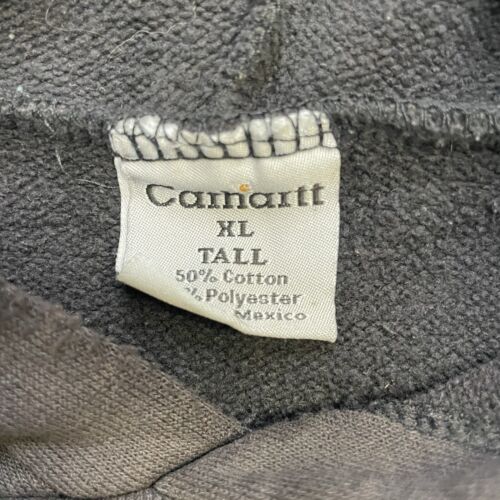 Carhartt
XL
TALL
50% Cotton
% Polyester
Mexico